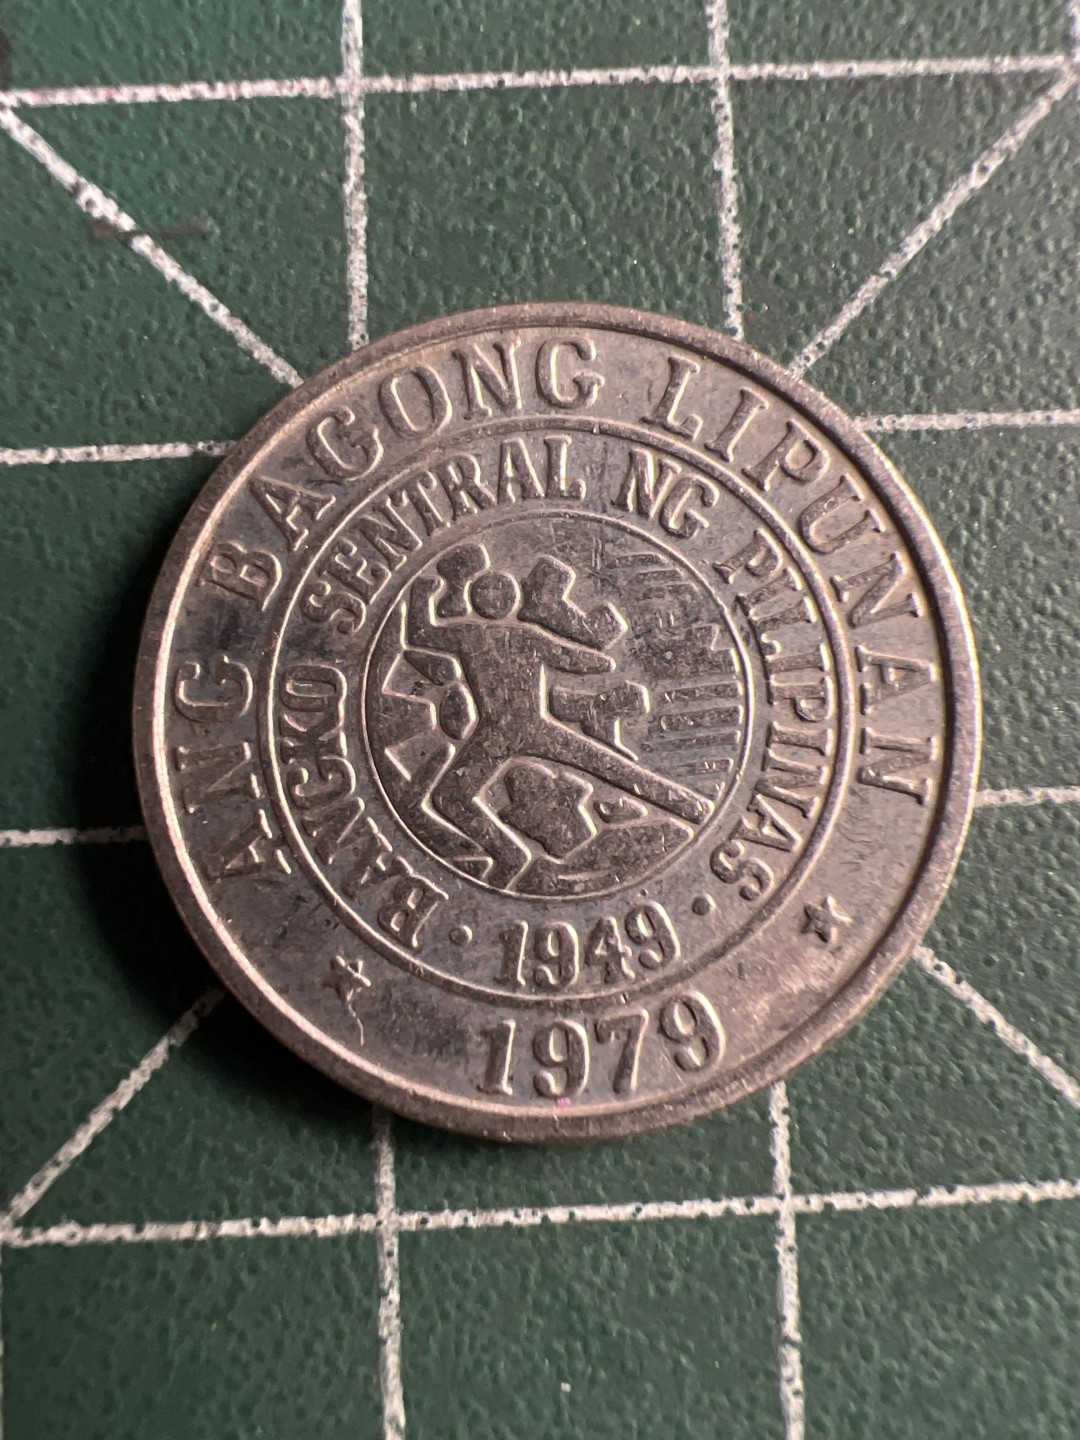 ANG BAGONG LIPUNAN
BANGKO SENTRAL NG PILIPINAS
· 1949 ·
1979